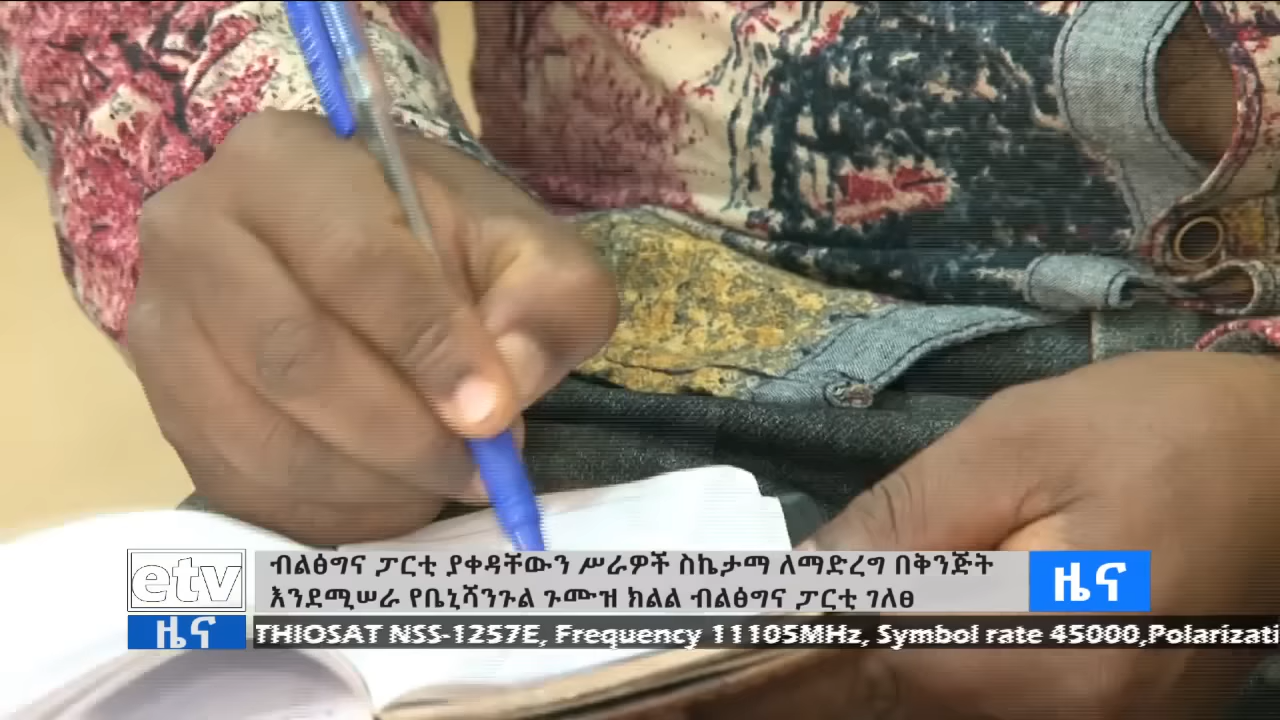 etv
ብልፅግና ፓርቲ ያቀዳቸውን ሥራዎች ስኬታማ ለማድረግ በቅንጅት
እንደሚሠራ የቤኒሻንጉል ጉሙዝ ክልል ብልፅግና ፓርቲ ገለፀ
ዜና
ዜና
THIOSAT NSS-1257E, Frequency 11105MHz, Symbol rate 45000,Polarizati